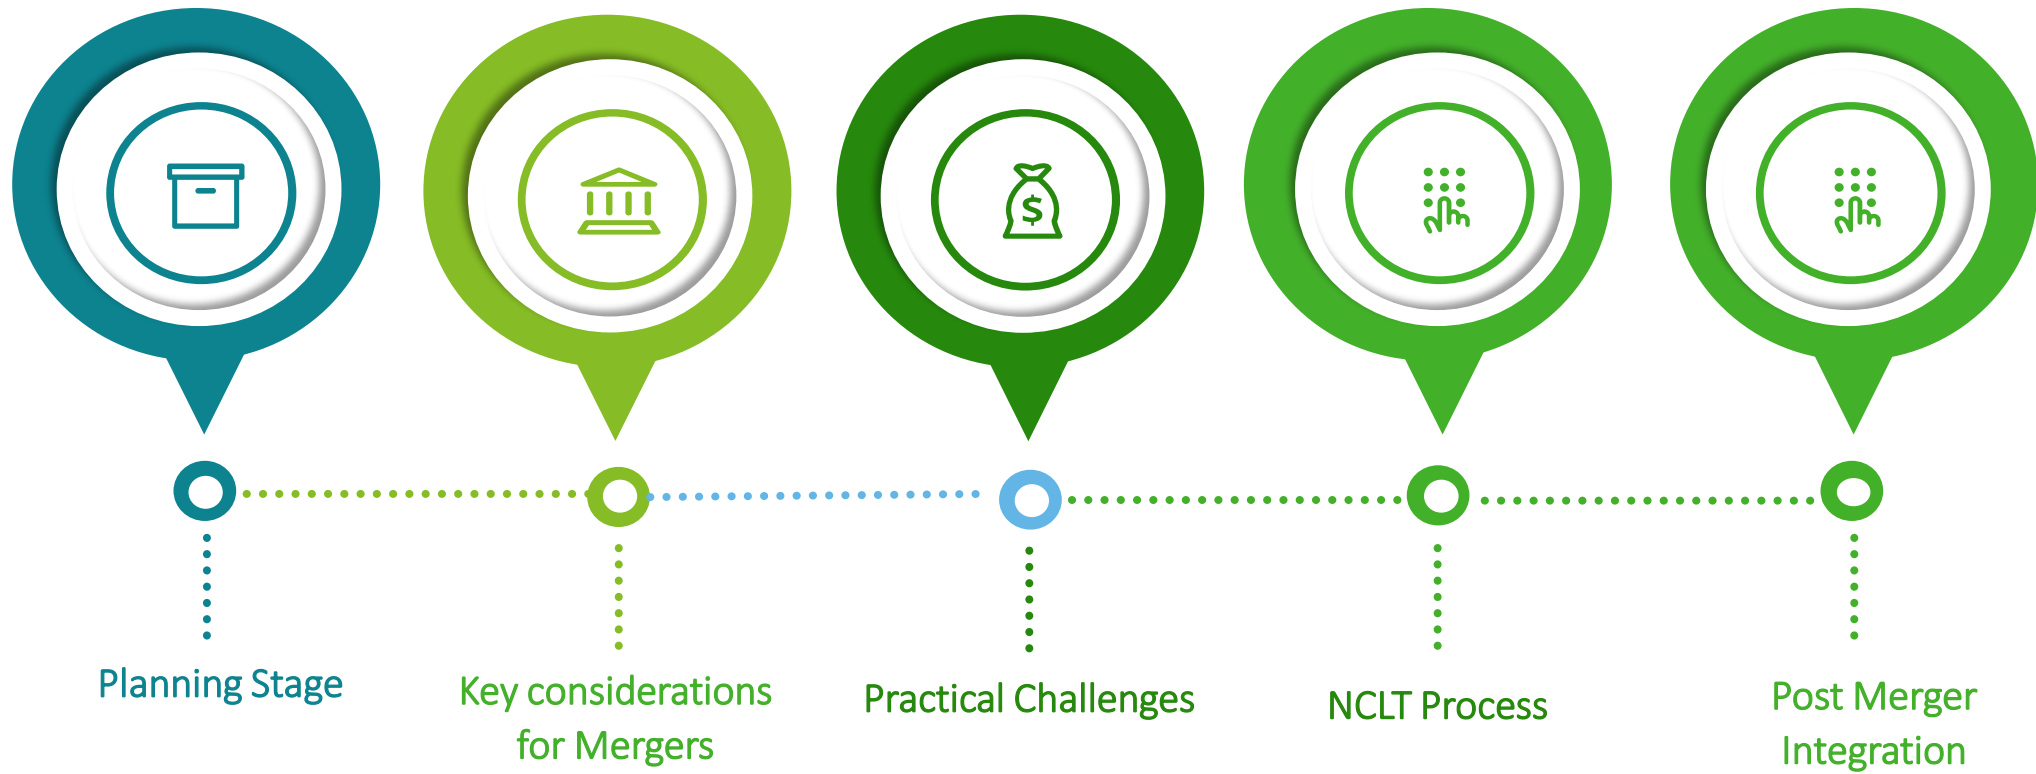 $
Planning Stage
Key considerations
for Mergers
Practical Challenges
NCLT Process
Post Merger
Integration